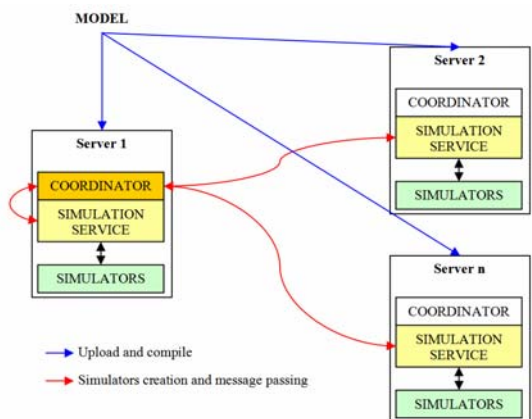 MODEL
Server 1
COORDINATOR
SIMULATION
SERVICE
SIMULATORS
Server 2
COORDINATOR
SIMULATION
SERVICE
SIMULATORS
Server n
COORDINATOR
SIMULATION
SERVICE
SIMULATORS
Upload and compile
Simulators creation and message passing